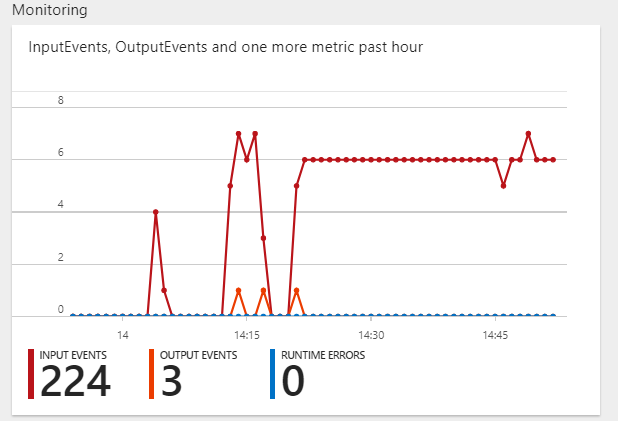 Monitoring
InputEvents, OutputEvents and one more metric past hour
8
6
4
2
0
14 14:15 14:30 14:45
INPUT EVENTS OUTPUT EVENTS RUNTIME ERRORS
224 3 0